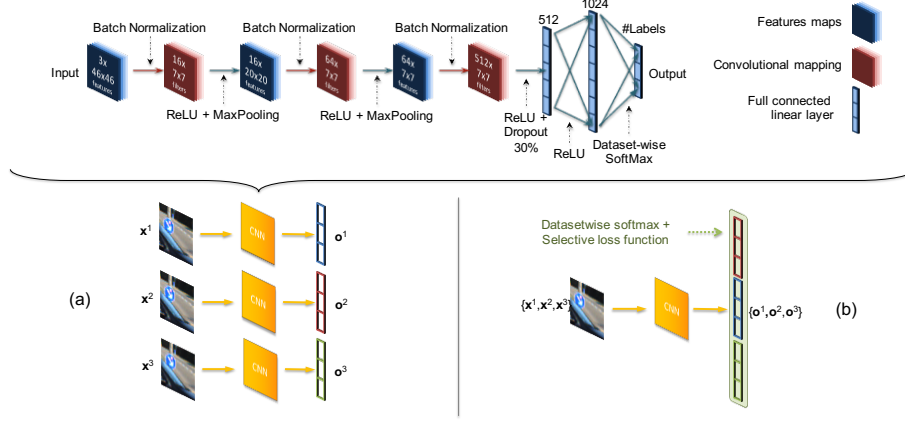 Batch Normalization
Batch Normalization
Batch Normalization
512
1024
#Labels
Input
3x
46x46
features
16x
7x7
filters
16x
20x20
features
64x
7x7
filters
64x
7x7
features
512x
7x7
filters
Output
ReLU + MaxPooling
ReLU + MaxPooling
ReLU +
Dropout
30%
ReLU
Dataset-wise
SoftMax
Features maps
Convolutional mapping
Full connected
linear layer
(a)
x¹
CNN
o¹
x²
CNN
o²
x³
CNN
o³
Datasetwise softmax +
Selective loss function
{x¹,x²,x³}
CNN
{o¹,o²,o³}
(b)